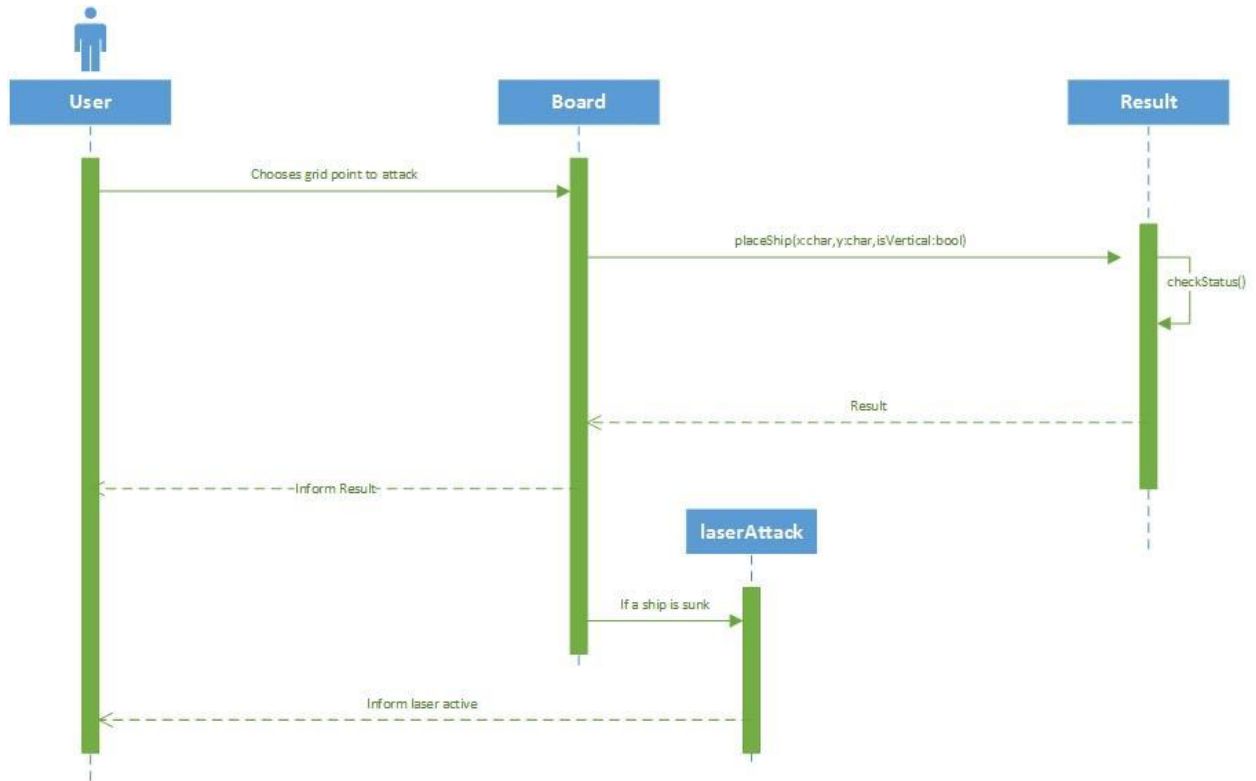 User
Board
Result
Chooses grid point to attack
placeShip(x:char,y:char,isVertical:bool)
checkStatus()
Result
Inform Result
laserAttack
If a ship is sunk
Inform laser active